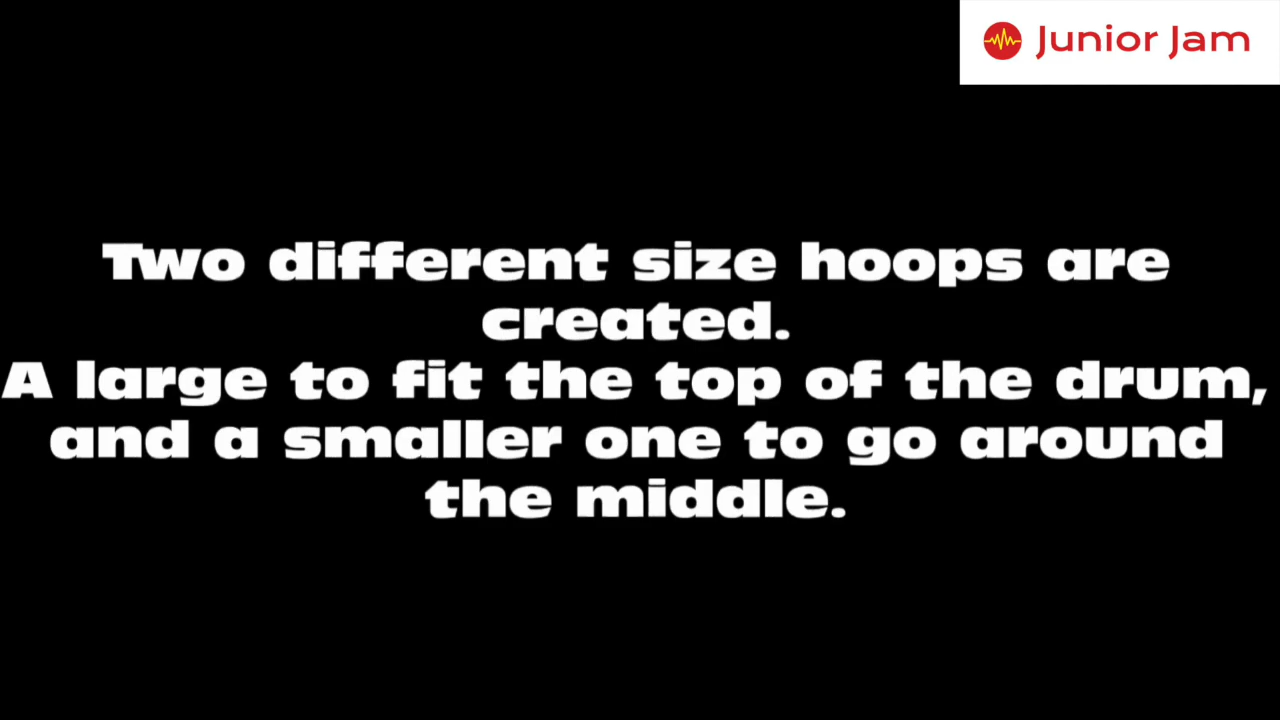 Junior Jam
Two different size hoops are
created.
A large to fit the top of the drum,
and a smaller one to go around
the middle.